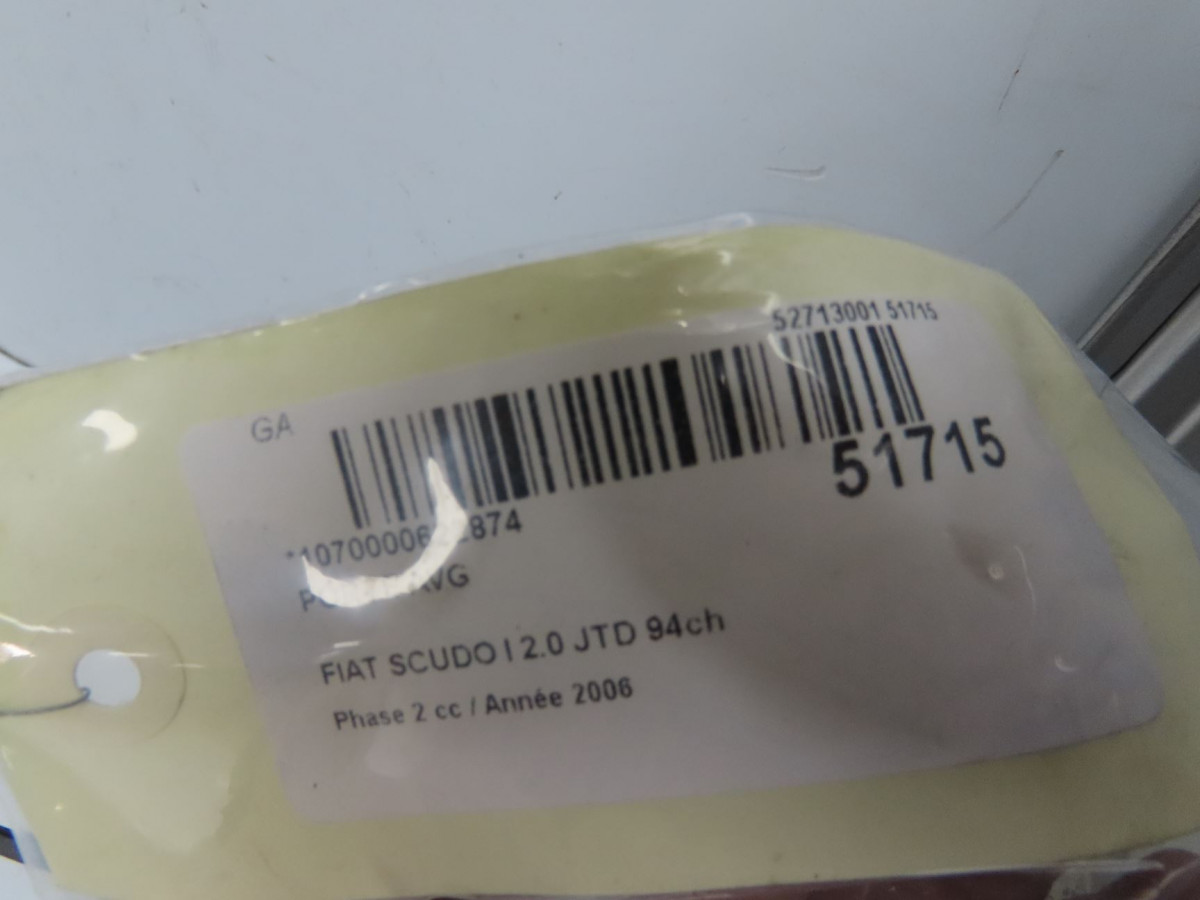 52713001 51715
GA
51715
FIAT SCUDO I 2.0 JTD 94ch
Phase 2 cc / Année 2006